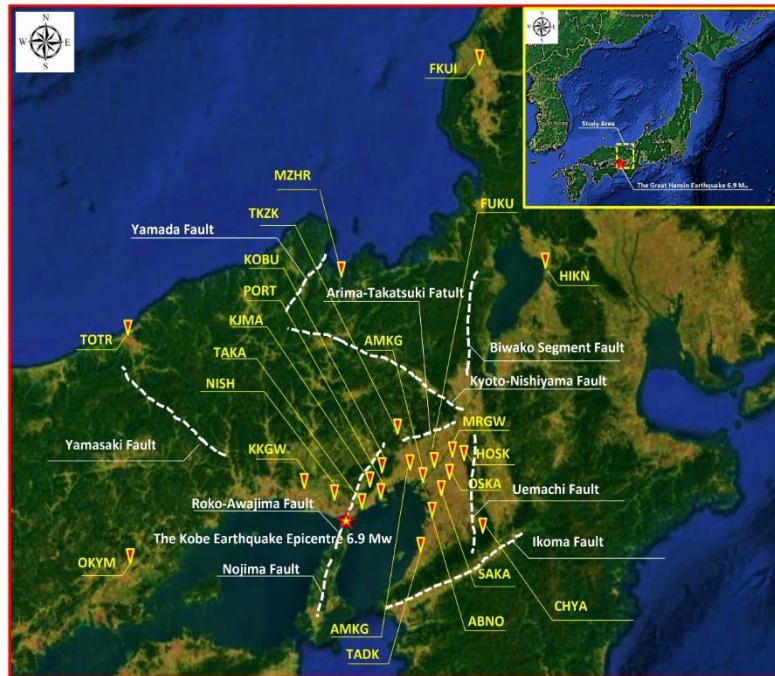 N
W
E
S
FKUI
N
W
E
S
Study Area
The Great Hansin Earthquake 6.9 Mw
MZHR
FUKU
TKZK
Yamada Fault
KOBU
HIKN
PORT
Arima-Takatsuki Fatult
KJMA
TOTR
AMKG
TAKA
Biwako Segment Fault
NISH
Kyoto-Nishiyama Fault
MRGW
Yamasaki Fault
HOSK
KKGW
OSKA
Roko-Awajima Fault
Uemachi Fault
The Kobe Earthquake Epicentre 6.9 Mw
Ikoma Fault
OKYM
Nojima Fault
SAKA
CHYA
AMKG
ABNO
TADK